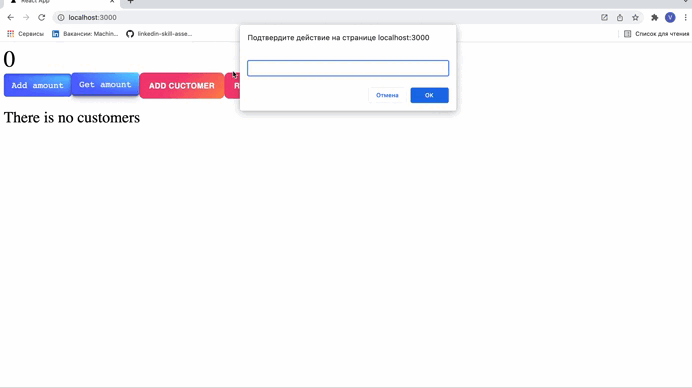 React App
localhost:3000
Сервисы
Вакансии: Machin...
linkedin-skill-asse...
Список для чтения
V
Подтвердите действие на странице localhost:3000
Отмена
ОК
0
Add amount
Get amount
ADD CUCTOMER
There is no customers